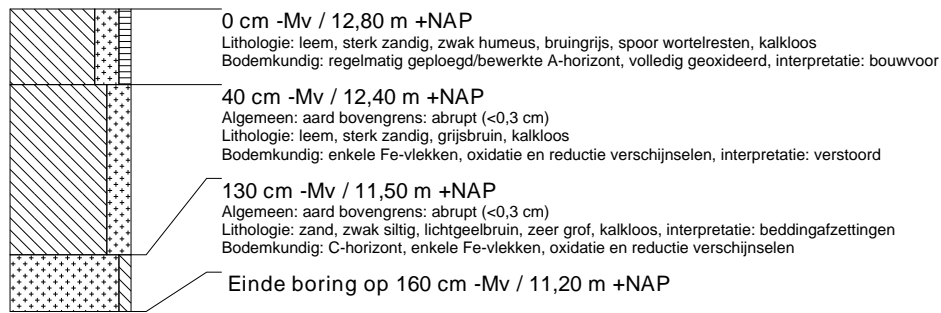 0 cm -Mv / 12,80 m +NAP
Lithologie: leem, sterk zandig, zwak humeus, bruingrijs, spoor wortelresten, kalkloos
Bodemkundig: regelmatig geploegd/bewerkte A-horizont, volledig geoxideerd, interpretatie: bouwvoor
40 cm -Mv / 12,40 m +NAP
Algemeen: aard bovengrens: abrupt (<0,3 cm)
Lithologie: leem, sterk zandig, grijsbruin, kalkloos
Bodemkundig: enkele Fe-vlekken, oxidatie en reductie verschijnselen, interpretatie: verstoord
130 cm -Mv / 11,50 m +NAP
Algemeen: aard bovengrens: abrupt (<0,3 cm)
Lithologie: zand, zwak siltig, lichtgeelbruin, zeer grof, kalkloos, interpretatie: beddingafzettingen
Bodemkundig: C-horizont, enkele Fe-vlekken, oxidatie en reductie verschijnselen
Einde boring op 160 cm -Mv / 11,20 m +NAP